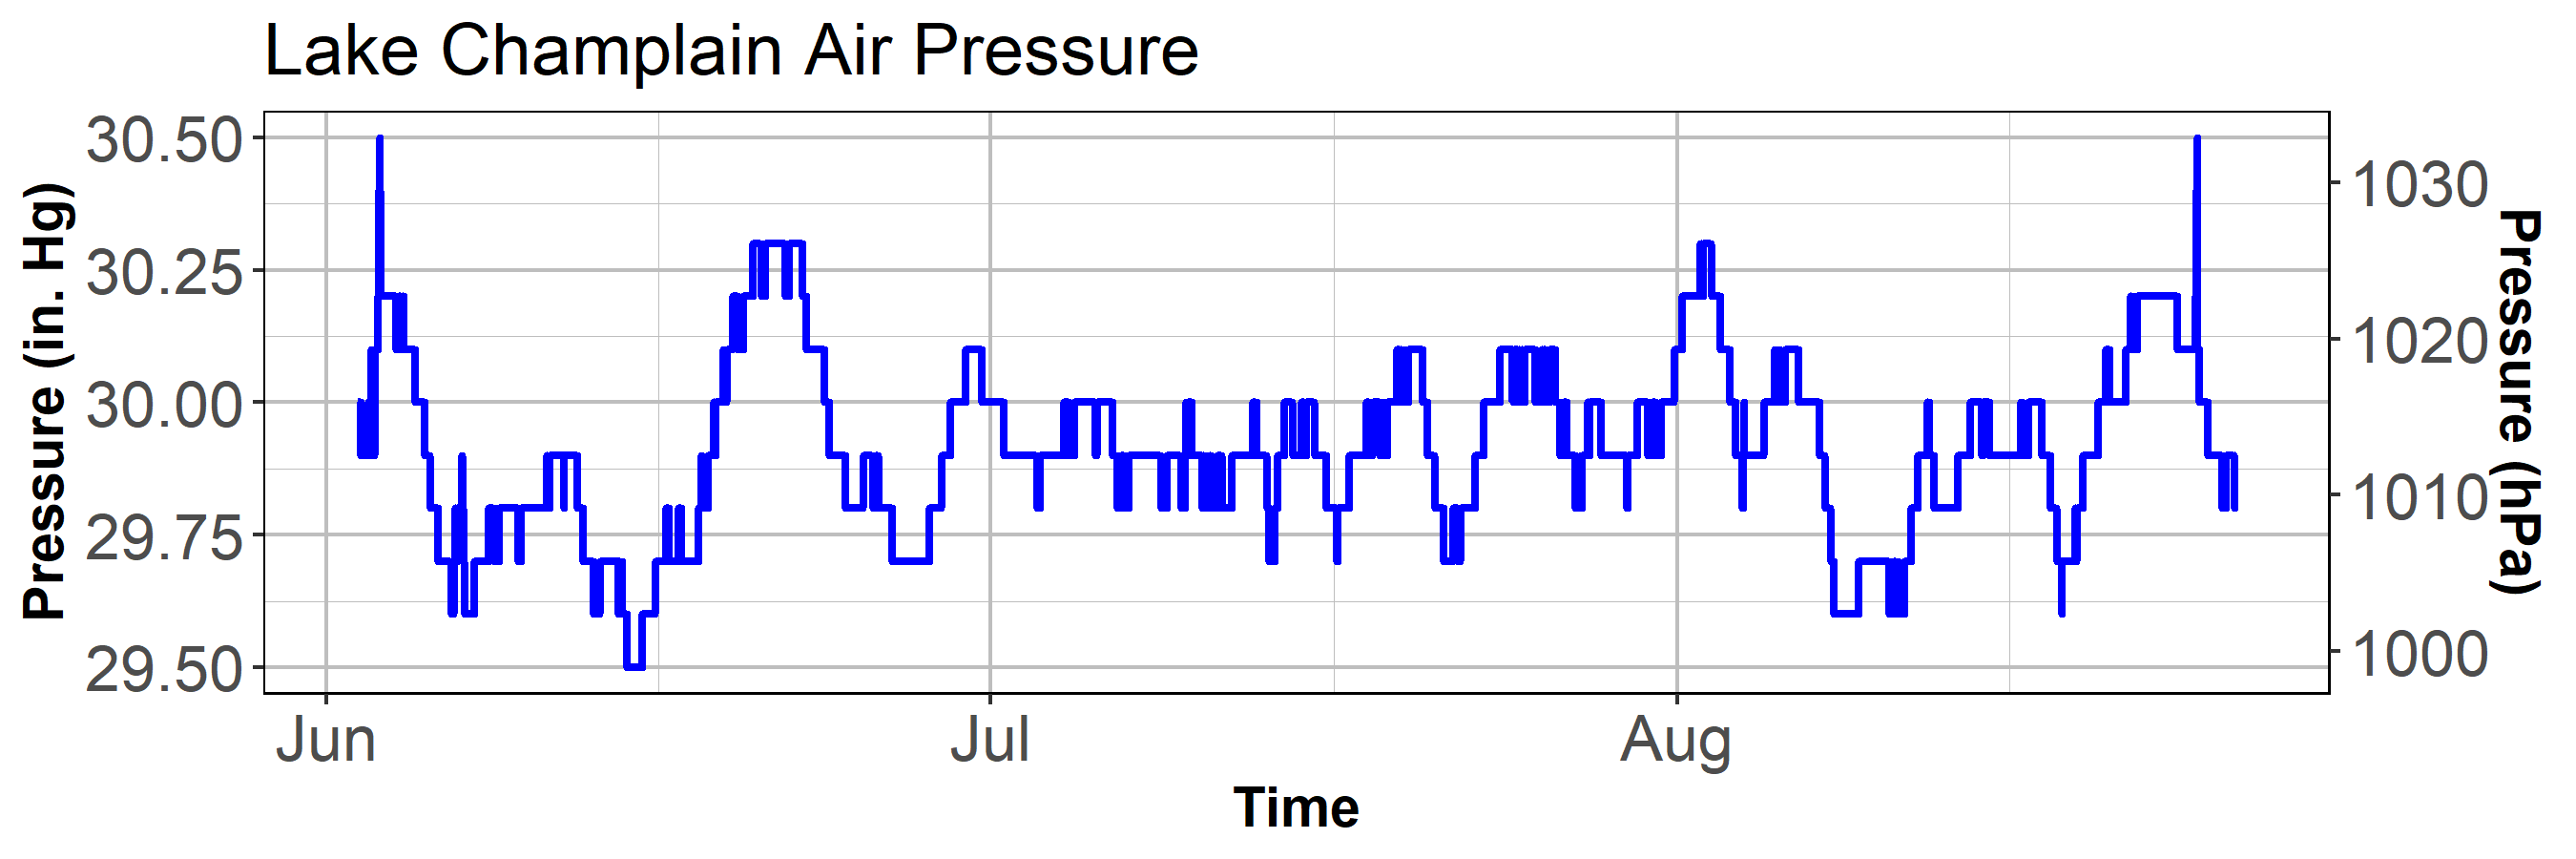 Lake Champlain Air Pressure
Pressure (in. Hg)
30.50
30.25
30.00
29.75
29.50
1030
1020
1010
1000
Pressure (hPa)
Jun Jul Aug
Time